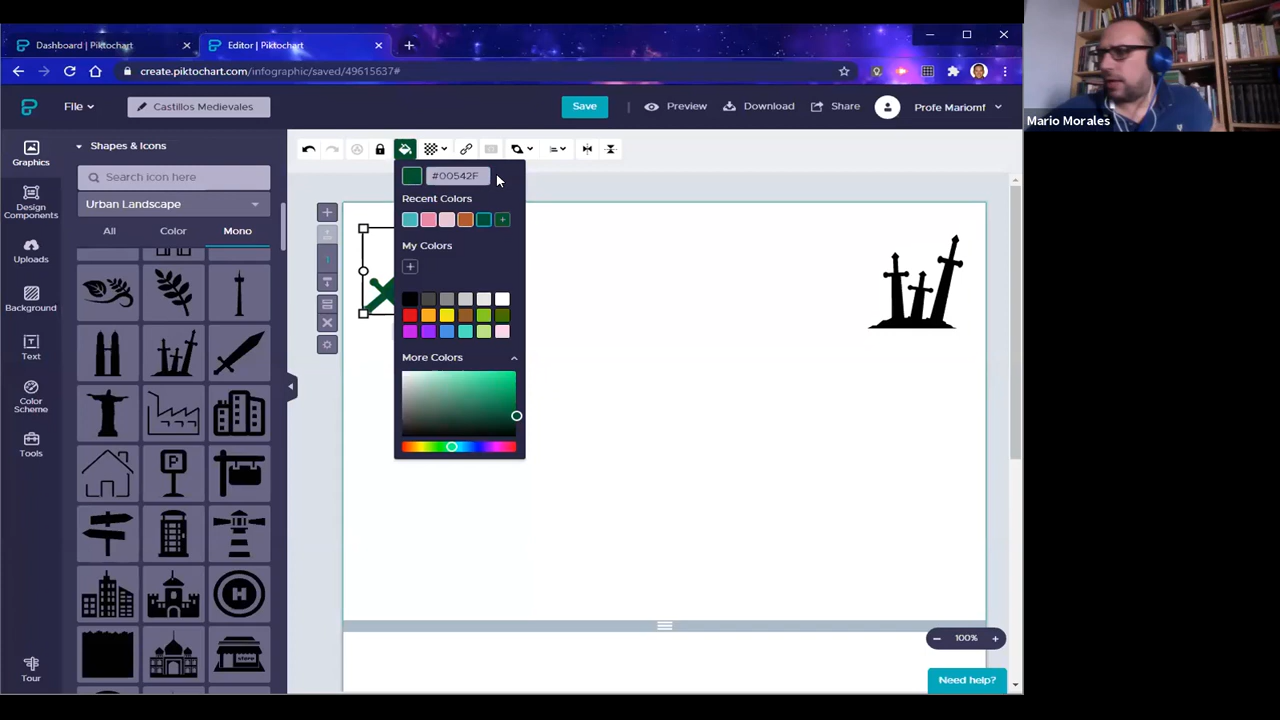 Dashboard | Piktochart
Editor | Piktochart
create.piktochart.com/infographic/saved/49615637#
File
Castillos Medievales
Save
Preview
Download
Share
Profe Mariomf
Mario Morales
Graphics
Design Components
Uploads
Background
Text
Color Scheme
Tools
Tour
Shapes & Icons
Search icon here
Urban Landscape
All
Color
Mono
P
H
store
#00542F
Recent Colors
My Colors
More Colors
100%
Need help?